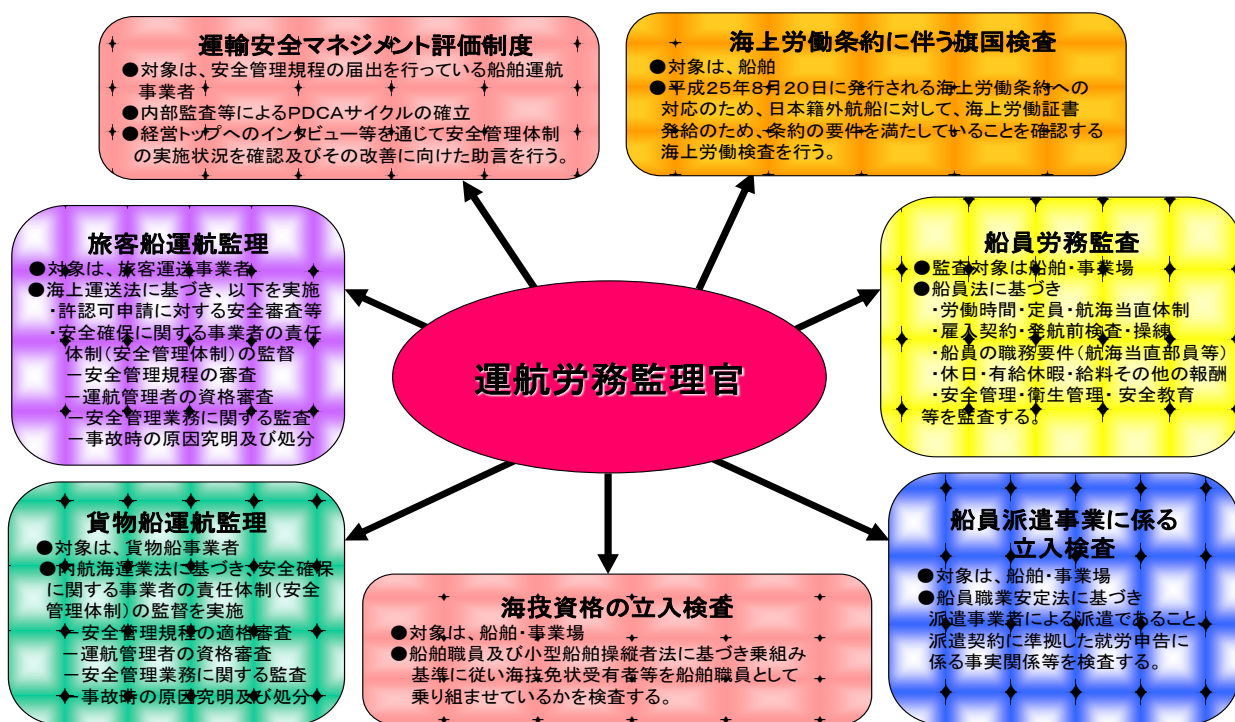 運輸安全マネジメント評価制度
●対象は、安全管理規程の届出を行っている船舶運航
事業者
●内部監査等によるPDCAサイクルの確立
●経営トップへのインタビュー等を通じて安全管理体制
の実施状況を確認及びその改善に向けた助言を行う。
海上労働条約に伴う旗国検査
●対象は、船舶
●平成25年8月20日に発行される海上労働条約への
対応のため、日本籍外航船に対して、海上労働証書
発給のため、条約の要件を満たしていることを確認する
海上労働検査を行う。
旅客船運航監理
●対象は、旅客運送事業者
●海上運送法に基づき、以下を実施
・許認可申請に対する安全審査等
・安全確保に関する事業者の責任
体制(安全管理体制)の監督
－安全管理規程の審査
－運航管理者の資格審査
－安全管理業務に関する監査
－事故時の原因究明及び処分
船員労務監査
●監査対象は船舶・事業場
●船員法に基づき
・労働時間・定員・航海当直体制
・雇入契約・発航前検査・操練
・船員の職務要件(航海当直部員等)
・休日・有給休暇・給料その他の報酬
・安全管理・衛生管理・安全教育
等を監査する。
運航労務監理官
貨物船運航監理
●対象は、貨物船事業者
●内航海運業法に基づき、安全確保
に関する事業者の責任体制(安全
管理体制)の監督を実施
－安全管理規程の適格審査
－運航管理者の資格審査
－安全管理業務に関する監査
－事故時の原因究明及び処分
海技資格の立入検査
●対象は、船舶・事業場
●船舶職員及び小型船舶操縦者法に基づき乗組み
基準に従い海技免状受有者等を船舶職員として
乗り組ませているかを検査する。
船員派遣事業に係る
立入検査
●対象は、船舶・事業場
●船員職業安定法に基づき
派遣事業者による派遣であること、
派遣契約に準拠した就労申告に
係る事実関係等を検査する。